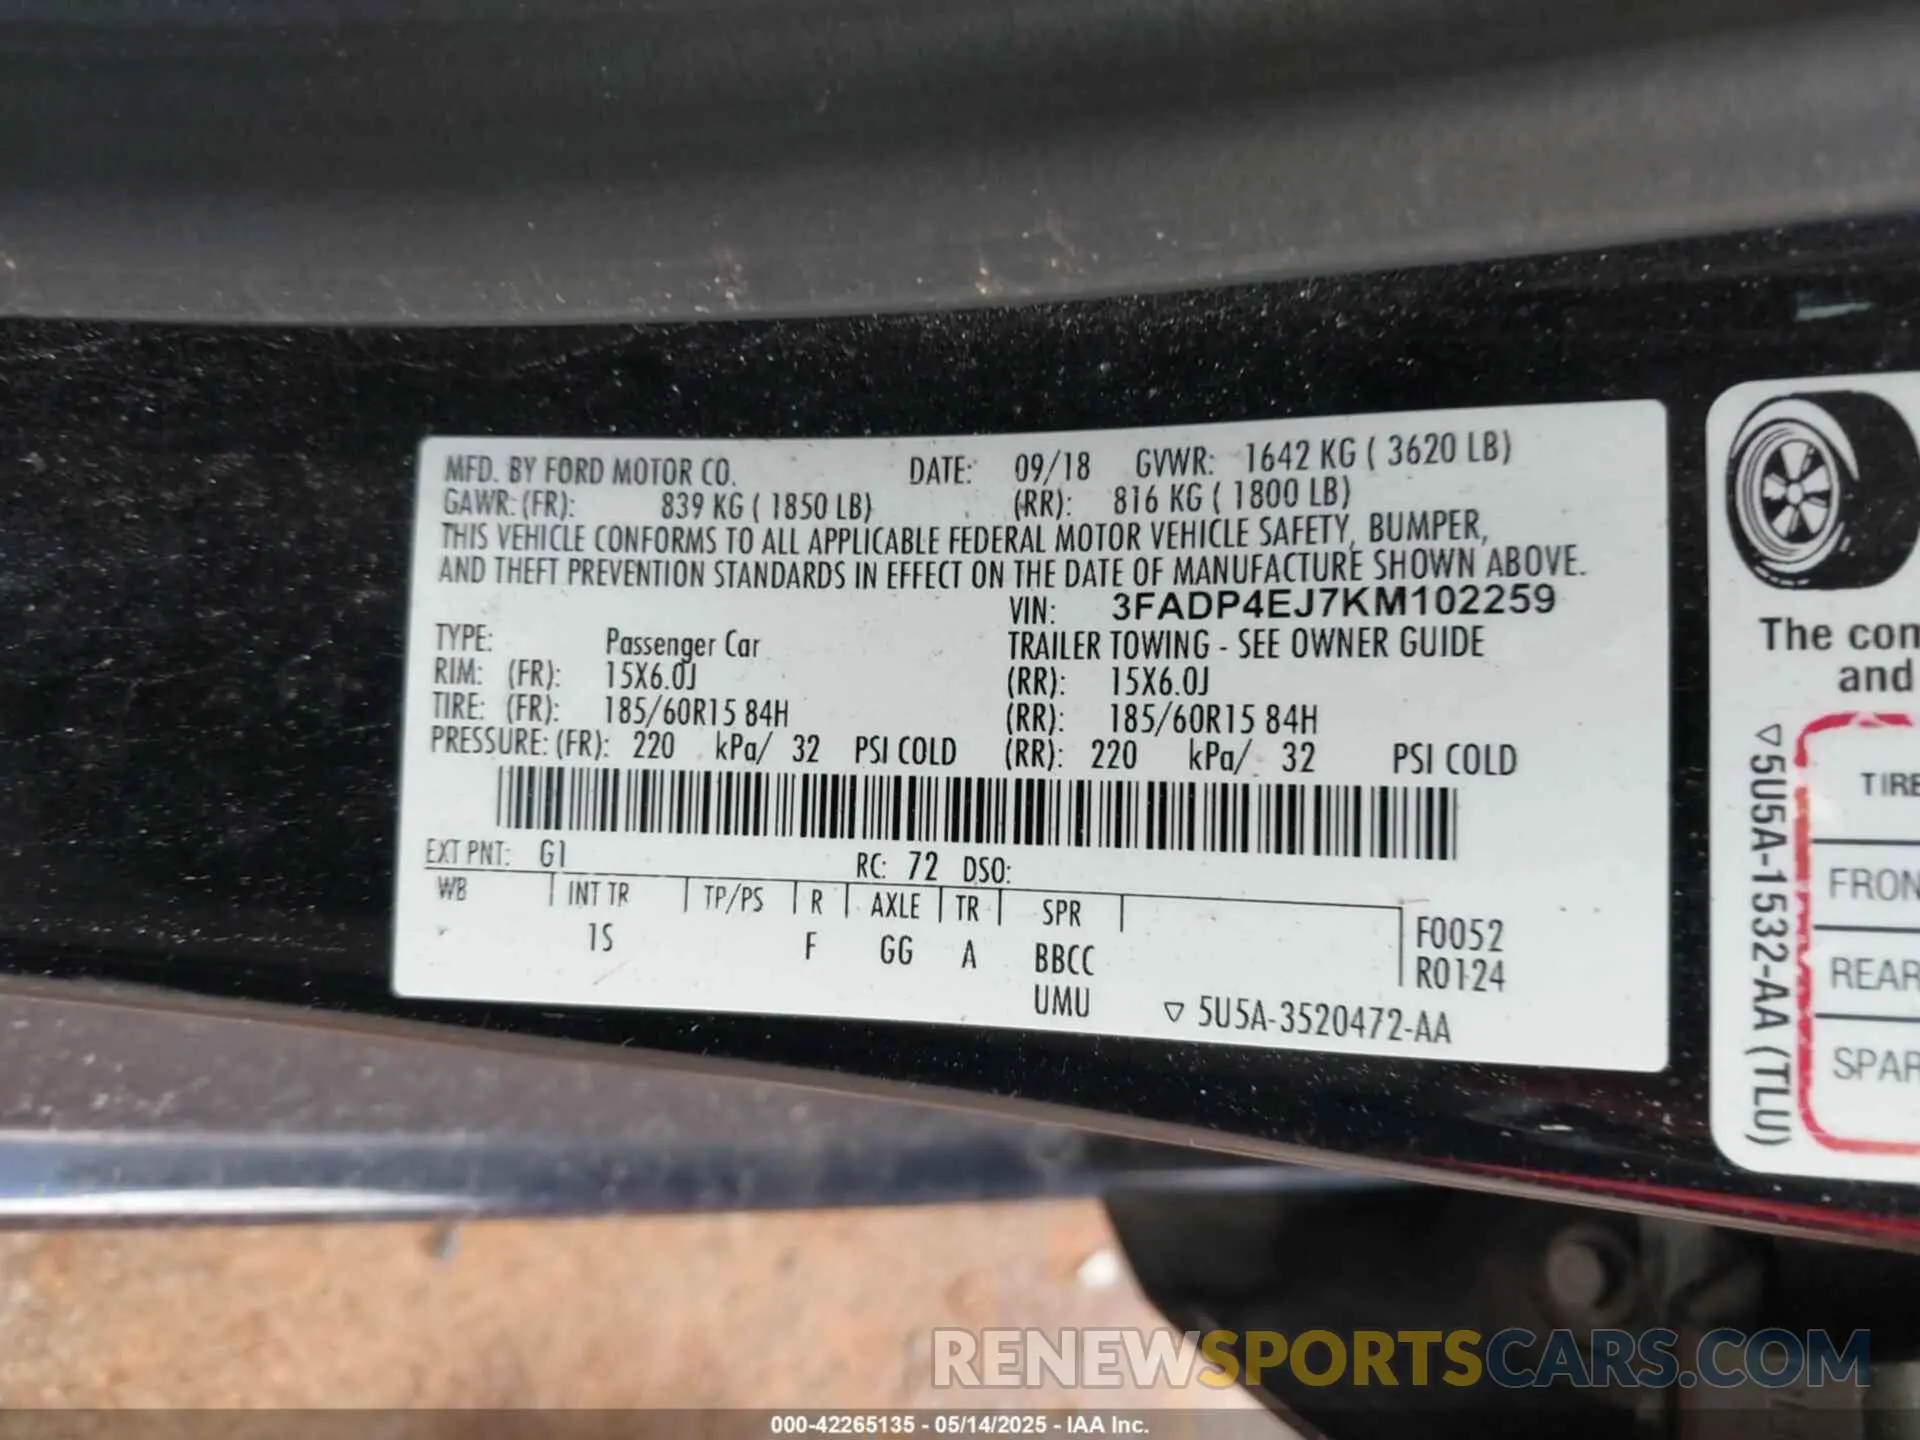 MFD. BY FORD MOTOR CO. DATE: 09/18 GVWR: 1642 KG ( 3620 LB)
GAWR: (FR): 839 KG ( 1850 LB) (RR): 816 KG ( 1800 LB)
THIS VEHICLE CONFORMS TO ALL APPLICABLE FEDERAL MOTOR VEHICLE SAFETY, BUMPER,
AND THEFT PREVENTION STANDARDS IN EFFECT ON THE DATE OF MANUFACTURE SHOWN ABOVE.
VIN: 3FADP4EJ7KM102259
TYPE: Passenger Car TRAILER TOWING - SEE OWNER GUIDE
RIM: (FR): 15X6.0J (RR): 15X6.0J
TIRE: (FR): 185/60R15 84H (RR): 185/60R15 84H
PRESSURE: (FR): 220 kPa/ 32 PSI COLD (RR): 220 kPa/ 32 PSI COLD
EXT PNT: G1 RC: 72 DSO:
WB INT TR TP/PS R AXLE TR SPR
1S F GG A BBCC F0052
UMU R0124
▽ 5U5A-3520472-AA
The com
and
▽5U5A-1532-AA (TLU)
TIRE
FRON
REAR
SPAR
RENEWSPORTSCARS.COM
000-42265135 - 05/14/2025 - IAA Inc.